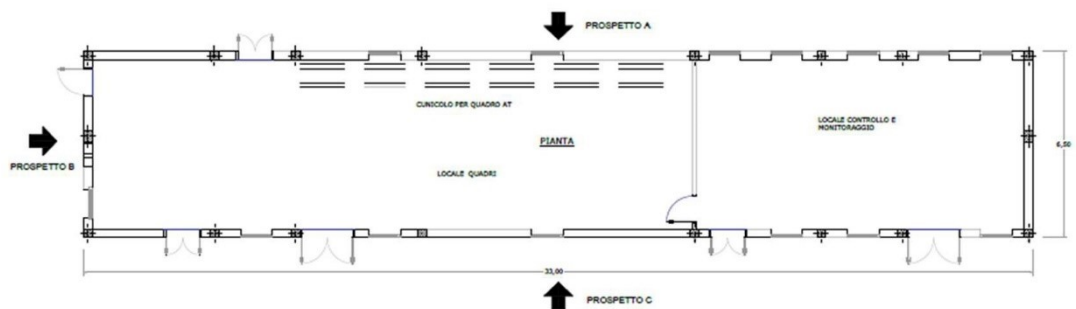 PROSPETTO A
CUNICOLO PER QUADRO AT
LOCALE CONTROLLO E
MONITORAGGIO
PIANTA
6,50
PROSPETTO B
LOCALE QUADRI
33,00
PROSPETTO C